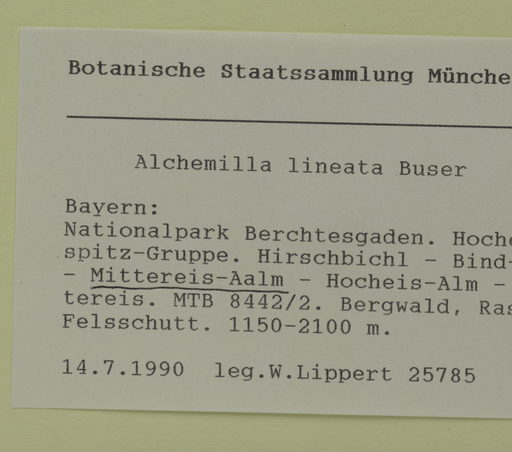 Botanische Staatssammlung Münche
Alchemilla lineata Buser
Bayern:
Nationalpark Berchtesgaden. Hoche
spitz-Gruppe. Hirschbichl - Bind-
- Mittereis-Aalm - Hocheis-Alm -
tereis. MTB 8442/2. Bergwald, Ras
Felsschutt. 1150-2100 m.
14.7.1990 leg.W.Lippert 25785